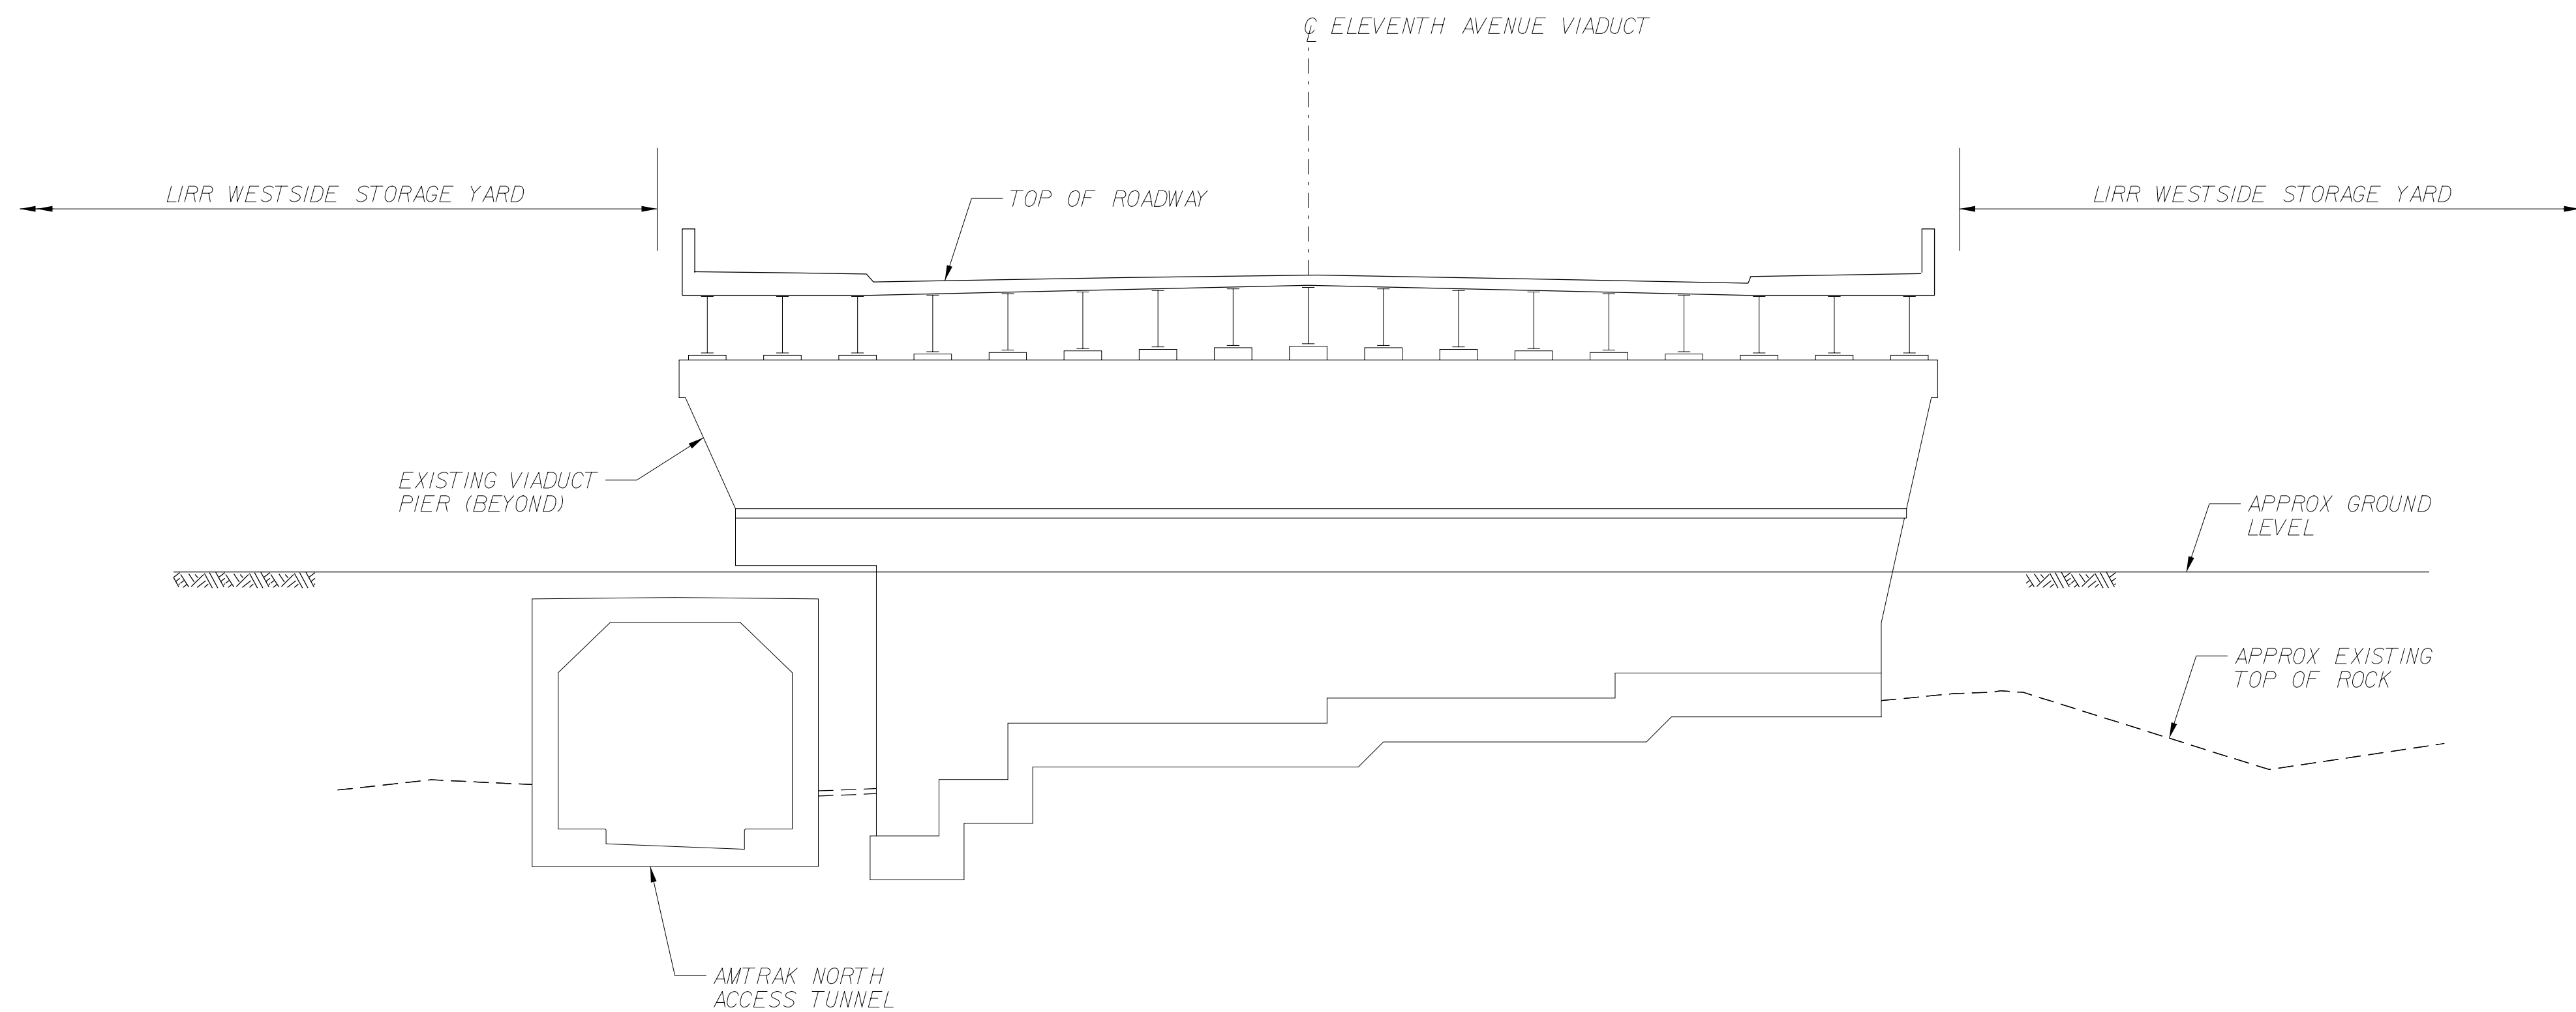 ℄ ELEVENTH AVENUE VIADUCT
LIRR WESTSIDE STORAGE YARD
TOP OF ROADWAY
LIRR WESTSIDE STORAGE YARD
EXISTING VIADUCT
PIER (BEYOND)
APPROX GROUND
LEVEL
APPROX EXISTING
TOP OF ROCK
AMTRAK NORTH
ACCESS TUNNEL